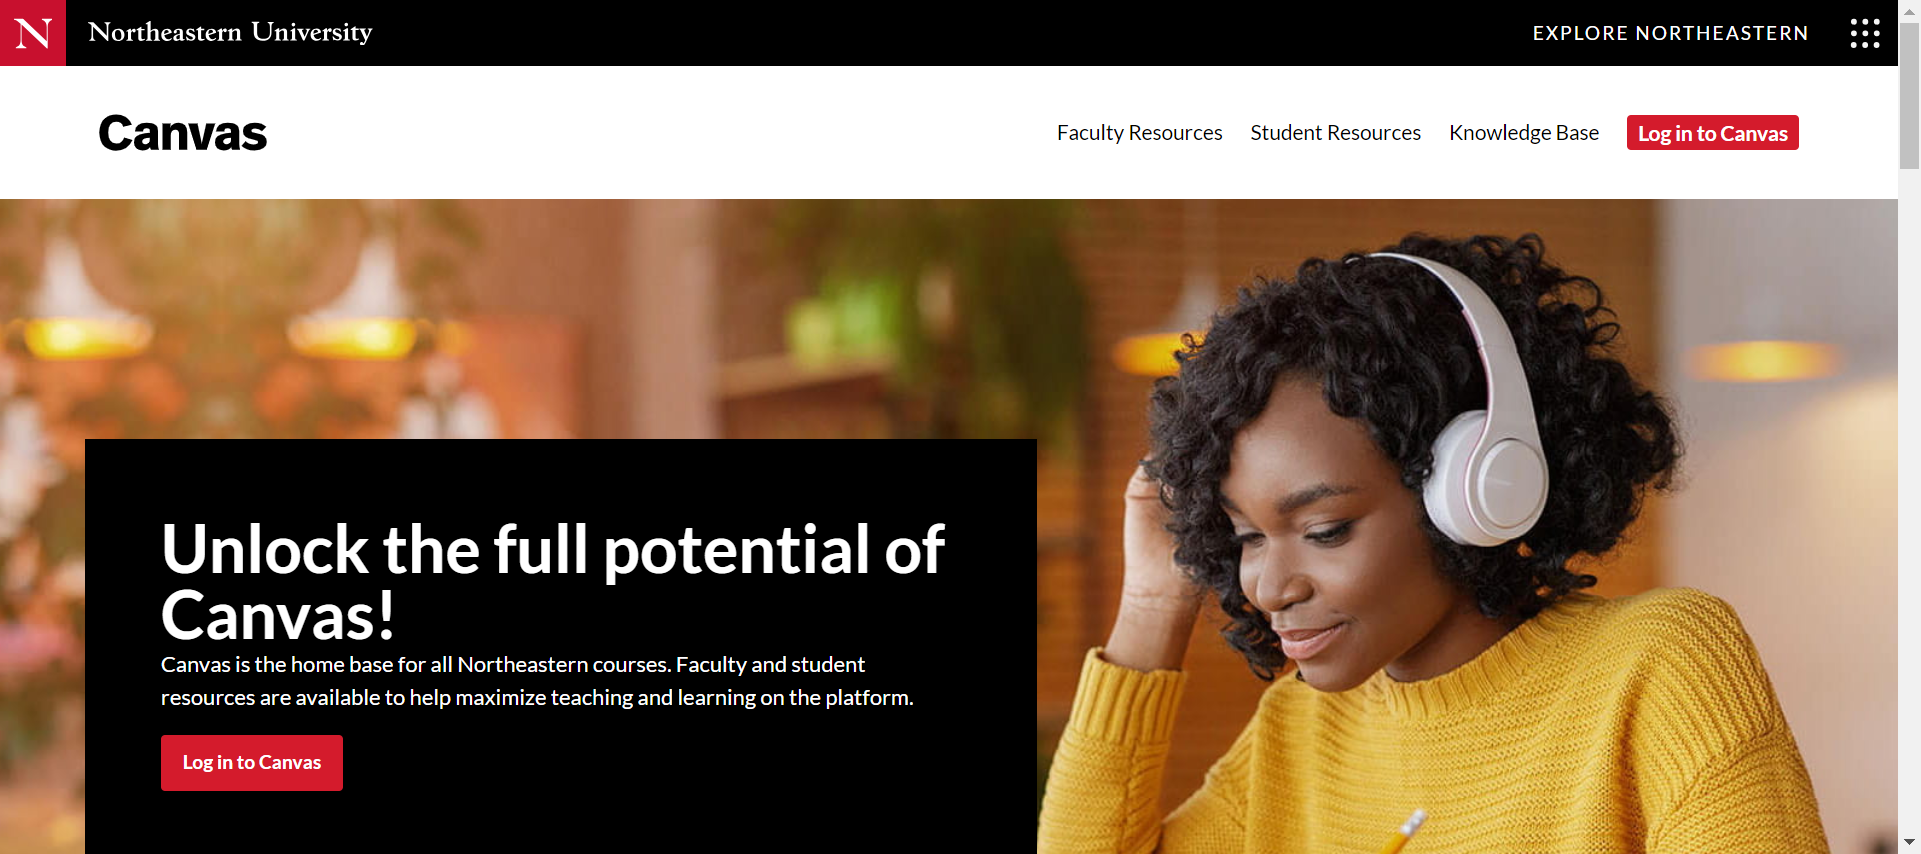 N Northeastern University
EXPLORE NORTHEASTERN
Canvas
Faculty Resources
Student Resources
Knowledge Base
Log in to Canvas
Unlock the full potential of
Canvas!
Canvas is the home base for all Northeastern courses. Faculty and student
resources are available to help maximize teaching and learning on the platform.
Log in to Canvas